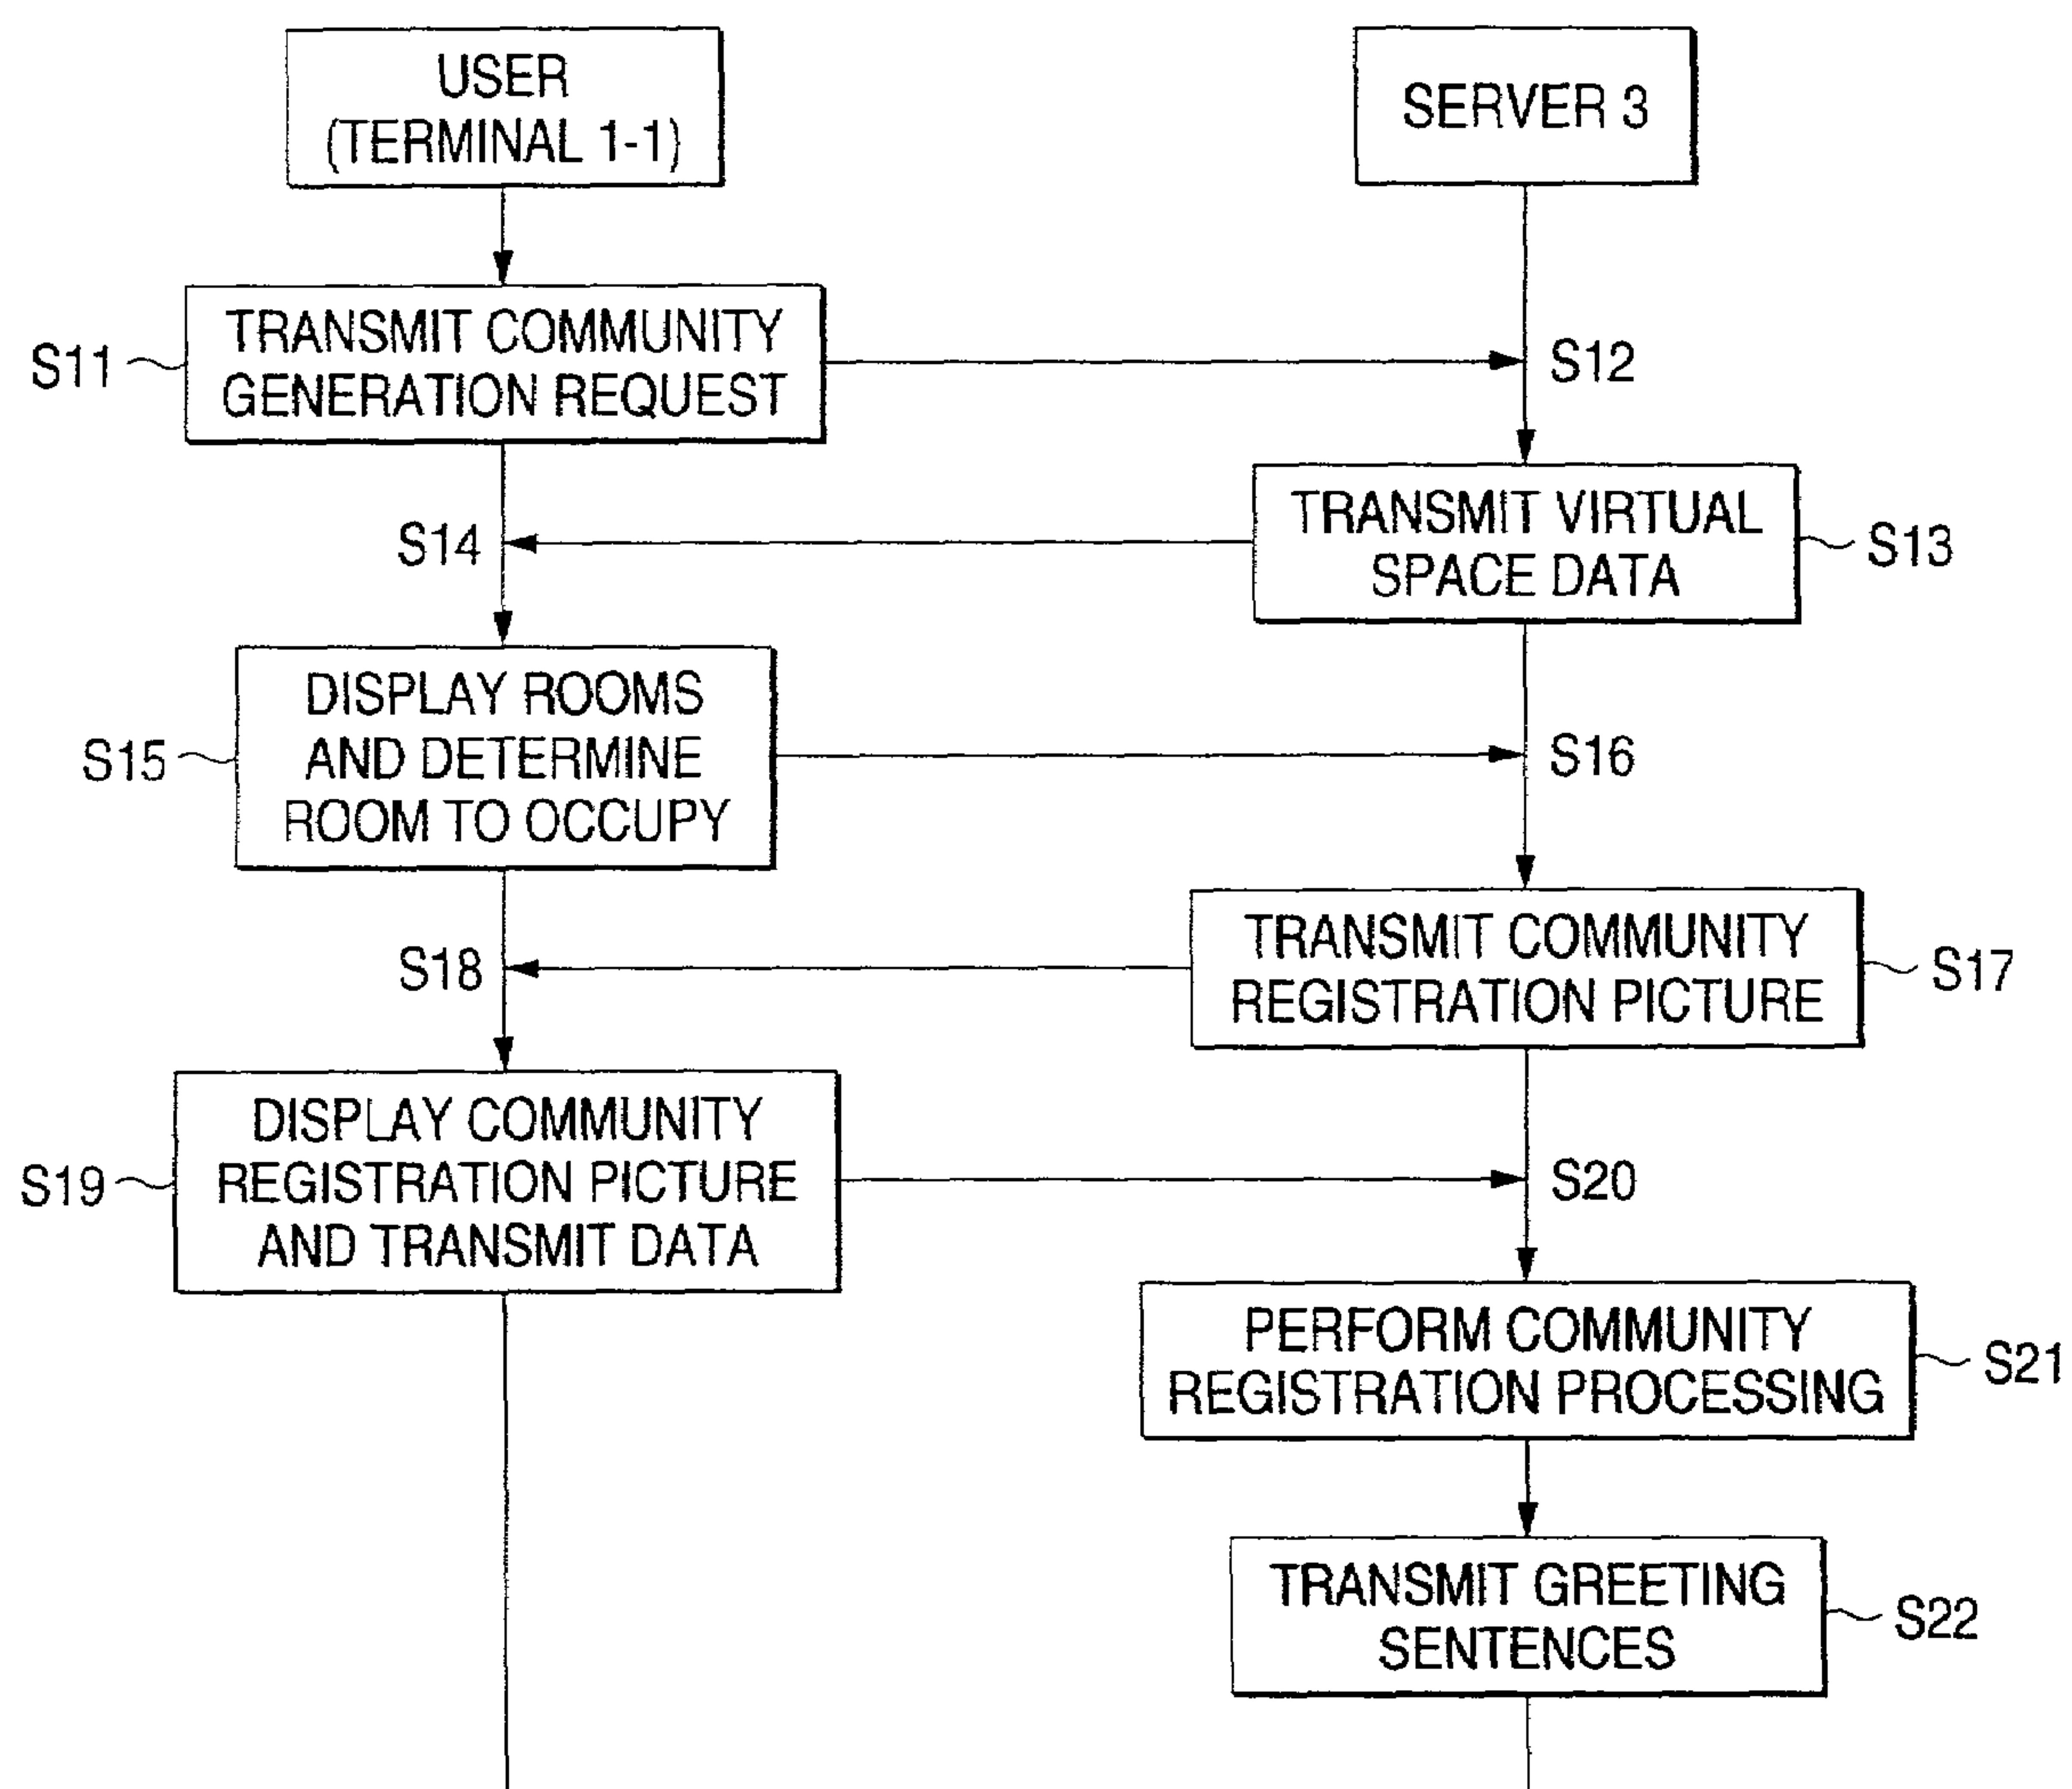 USER
(TERMINAL 1-1)
SERVER 3
S11
TRANSMIT COMMUNITY
GENERATION REQUEST
S12
TRANSMIT VIRTUAL
SPACE DATA
S13
S14
DISPLAY ROOMS
AND DETERMINE
ROOM TO OCCUPY
S15
S16
TRANSMIT COMMUNITY
REGISTRATION PICTURE
S17
S18
DISPLAY COMMUNITY
REGISTRATION PICTURE
AND TRANSMIT DATA
S19
S20
PERFORM COMMUNITY
REGISTRATION PROCESSING
S21
TRANSMIT GREETING
SENTENCES
S22